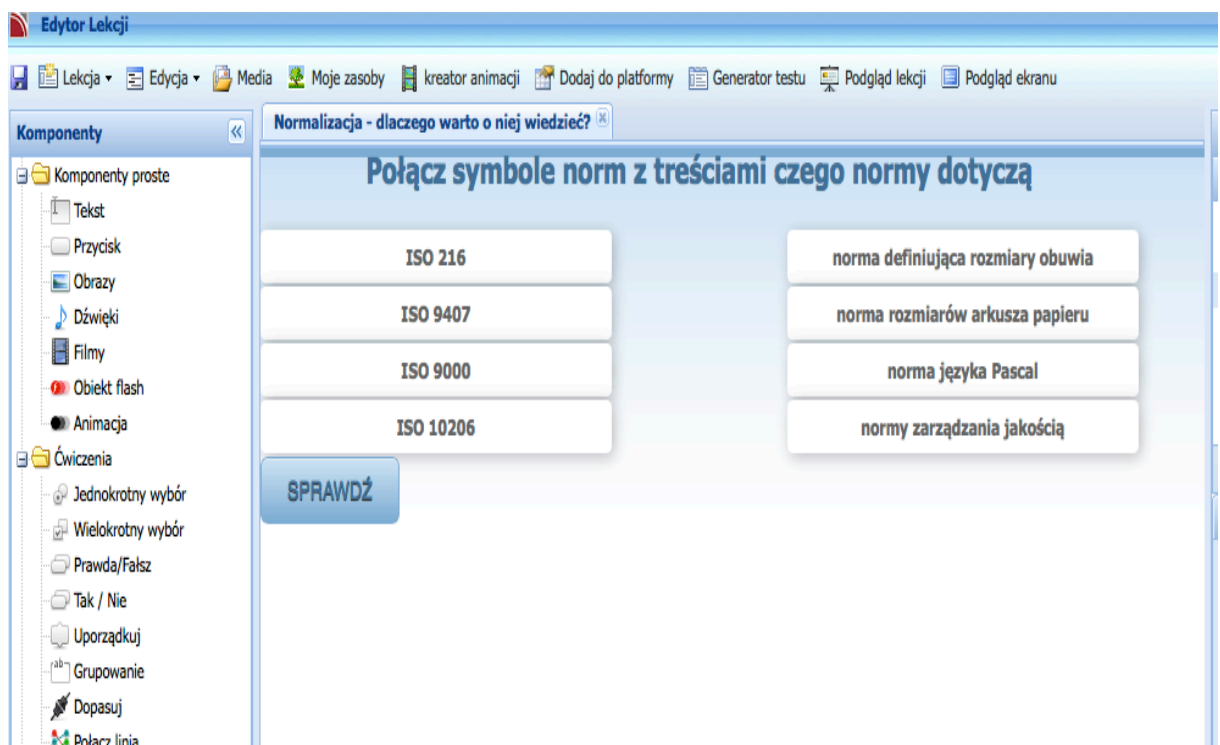 Edytor Lekcji
Lekcja Edycja Media Moje zasoby kreator animacji Dodaj do platformy Generator testu Podgląd lekcji Podgląd ekranu
Komponenty
Komponenty proste
Tekst
Przycisk
Obrazy
Dźwięki
Filmy
Obiekt flash
Animacja
Ćwiczenia
Jednokrotny wybór
Wielokrotny wybór
Prawda/Fałsz
Tak / Nie
Uporządkuj
Grupowanie
Dopasuj
Połącz linią
Normalizacja - dlaczego warto o niej wiedzieć?
Połącz symbole norm z treściami czego normy dotyczą
ISO 216 norma definiująca rozmiary obuwia
ISO 9407 norma rozmiarów arkusza papieru
ISO 9000 norma języka Pascal
ISO 10206 normy zarządzania jakością
SPRAWDŹ